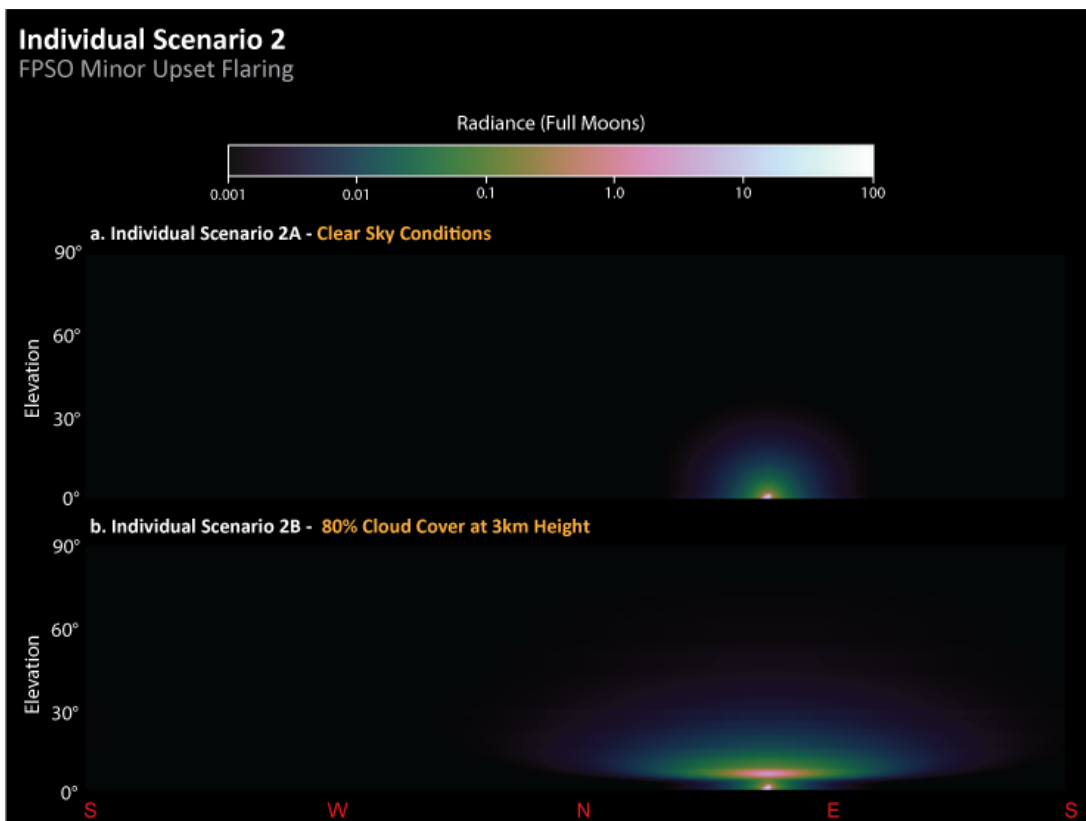 Individual Scenario 2
FPSO Minor Upset Flaring
Radiance (Full Moons)
0.001 0.01 0.1 1.0 10 100
a. Individual Scenario 2A - Clear Sky Conditions
90°
60°
30°
0°
Elevation
b. Individual Scenario 2B - 80% Cloud Cover at 3km Height
90°
60°
30°
0°
Elevation
S W N E S